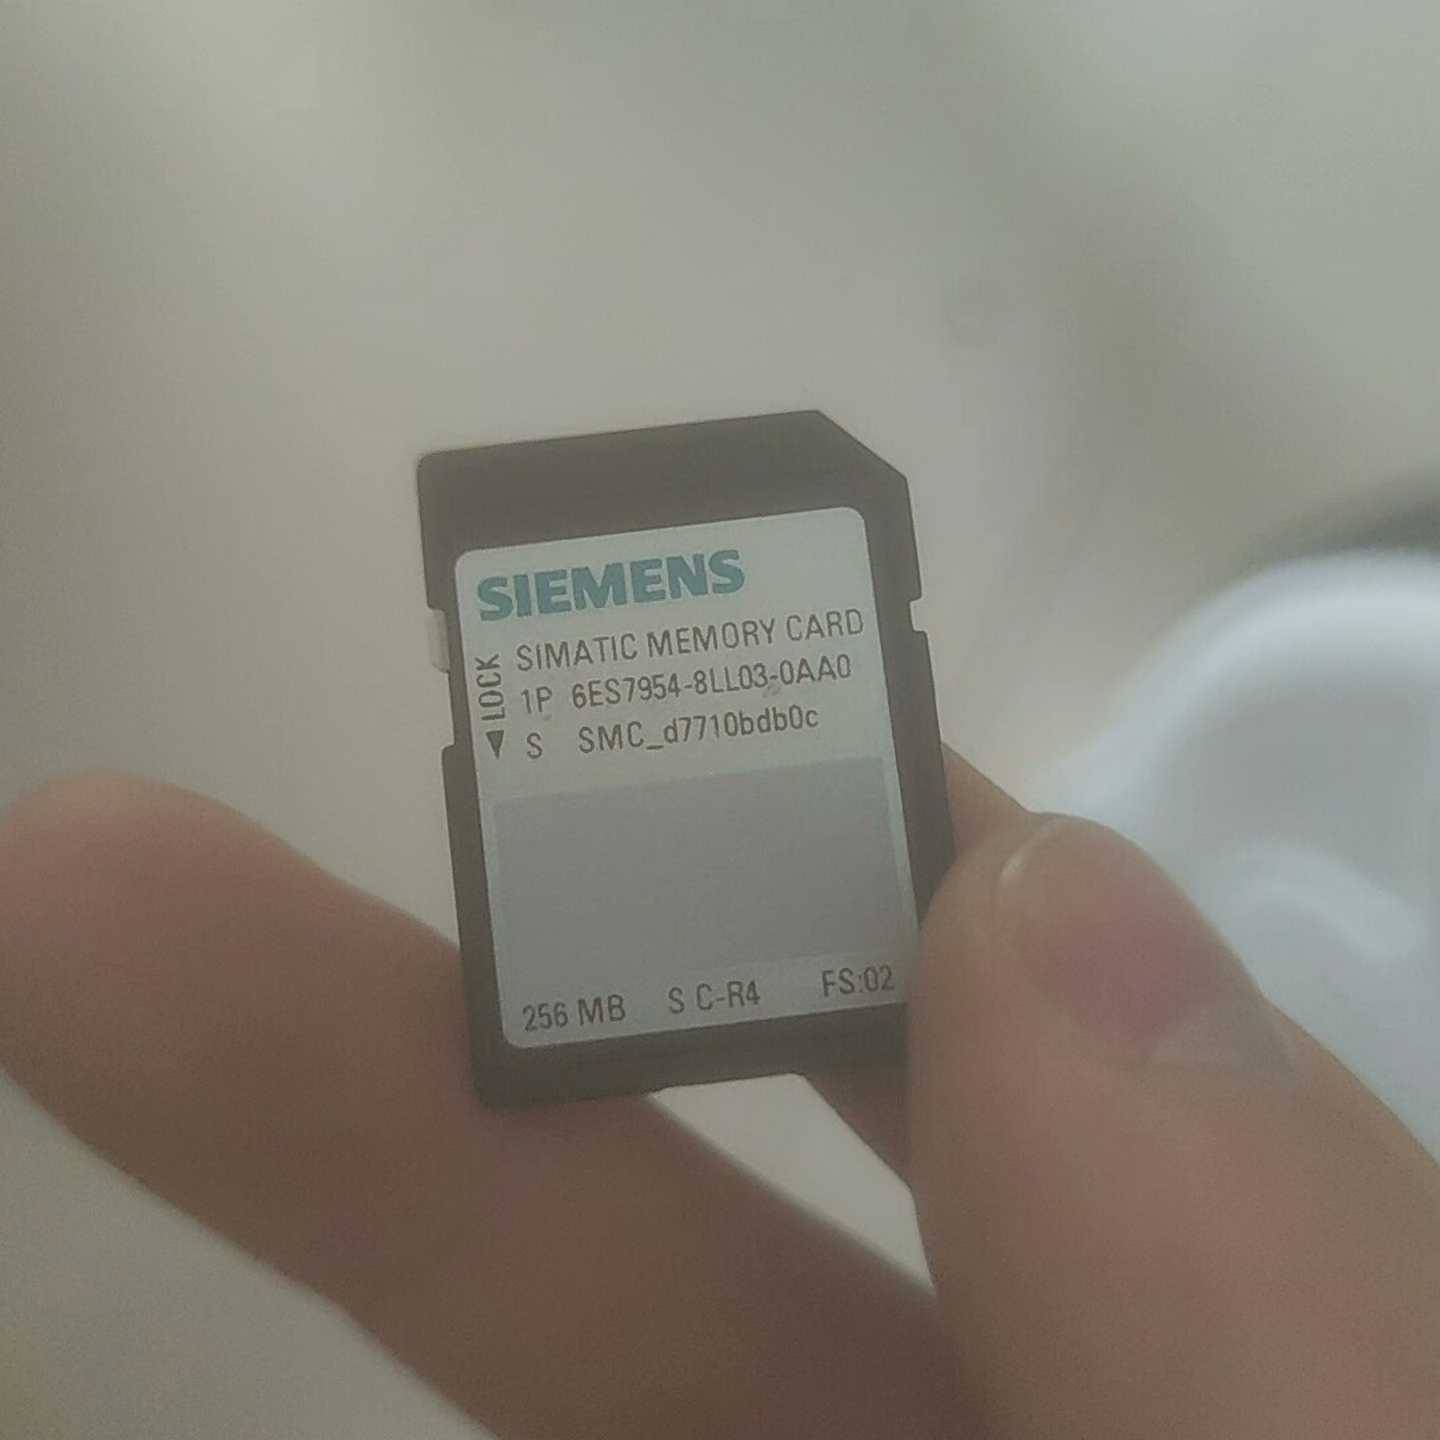 SIEMENS
SIMATIC MEMORY CARD
1P 6ES7954-8LL03-0AA0
S SMC_d7710bdb0c
◀ LOCK
256 MB S C-R4 FS:02